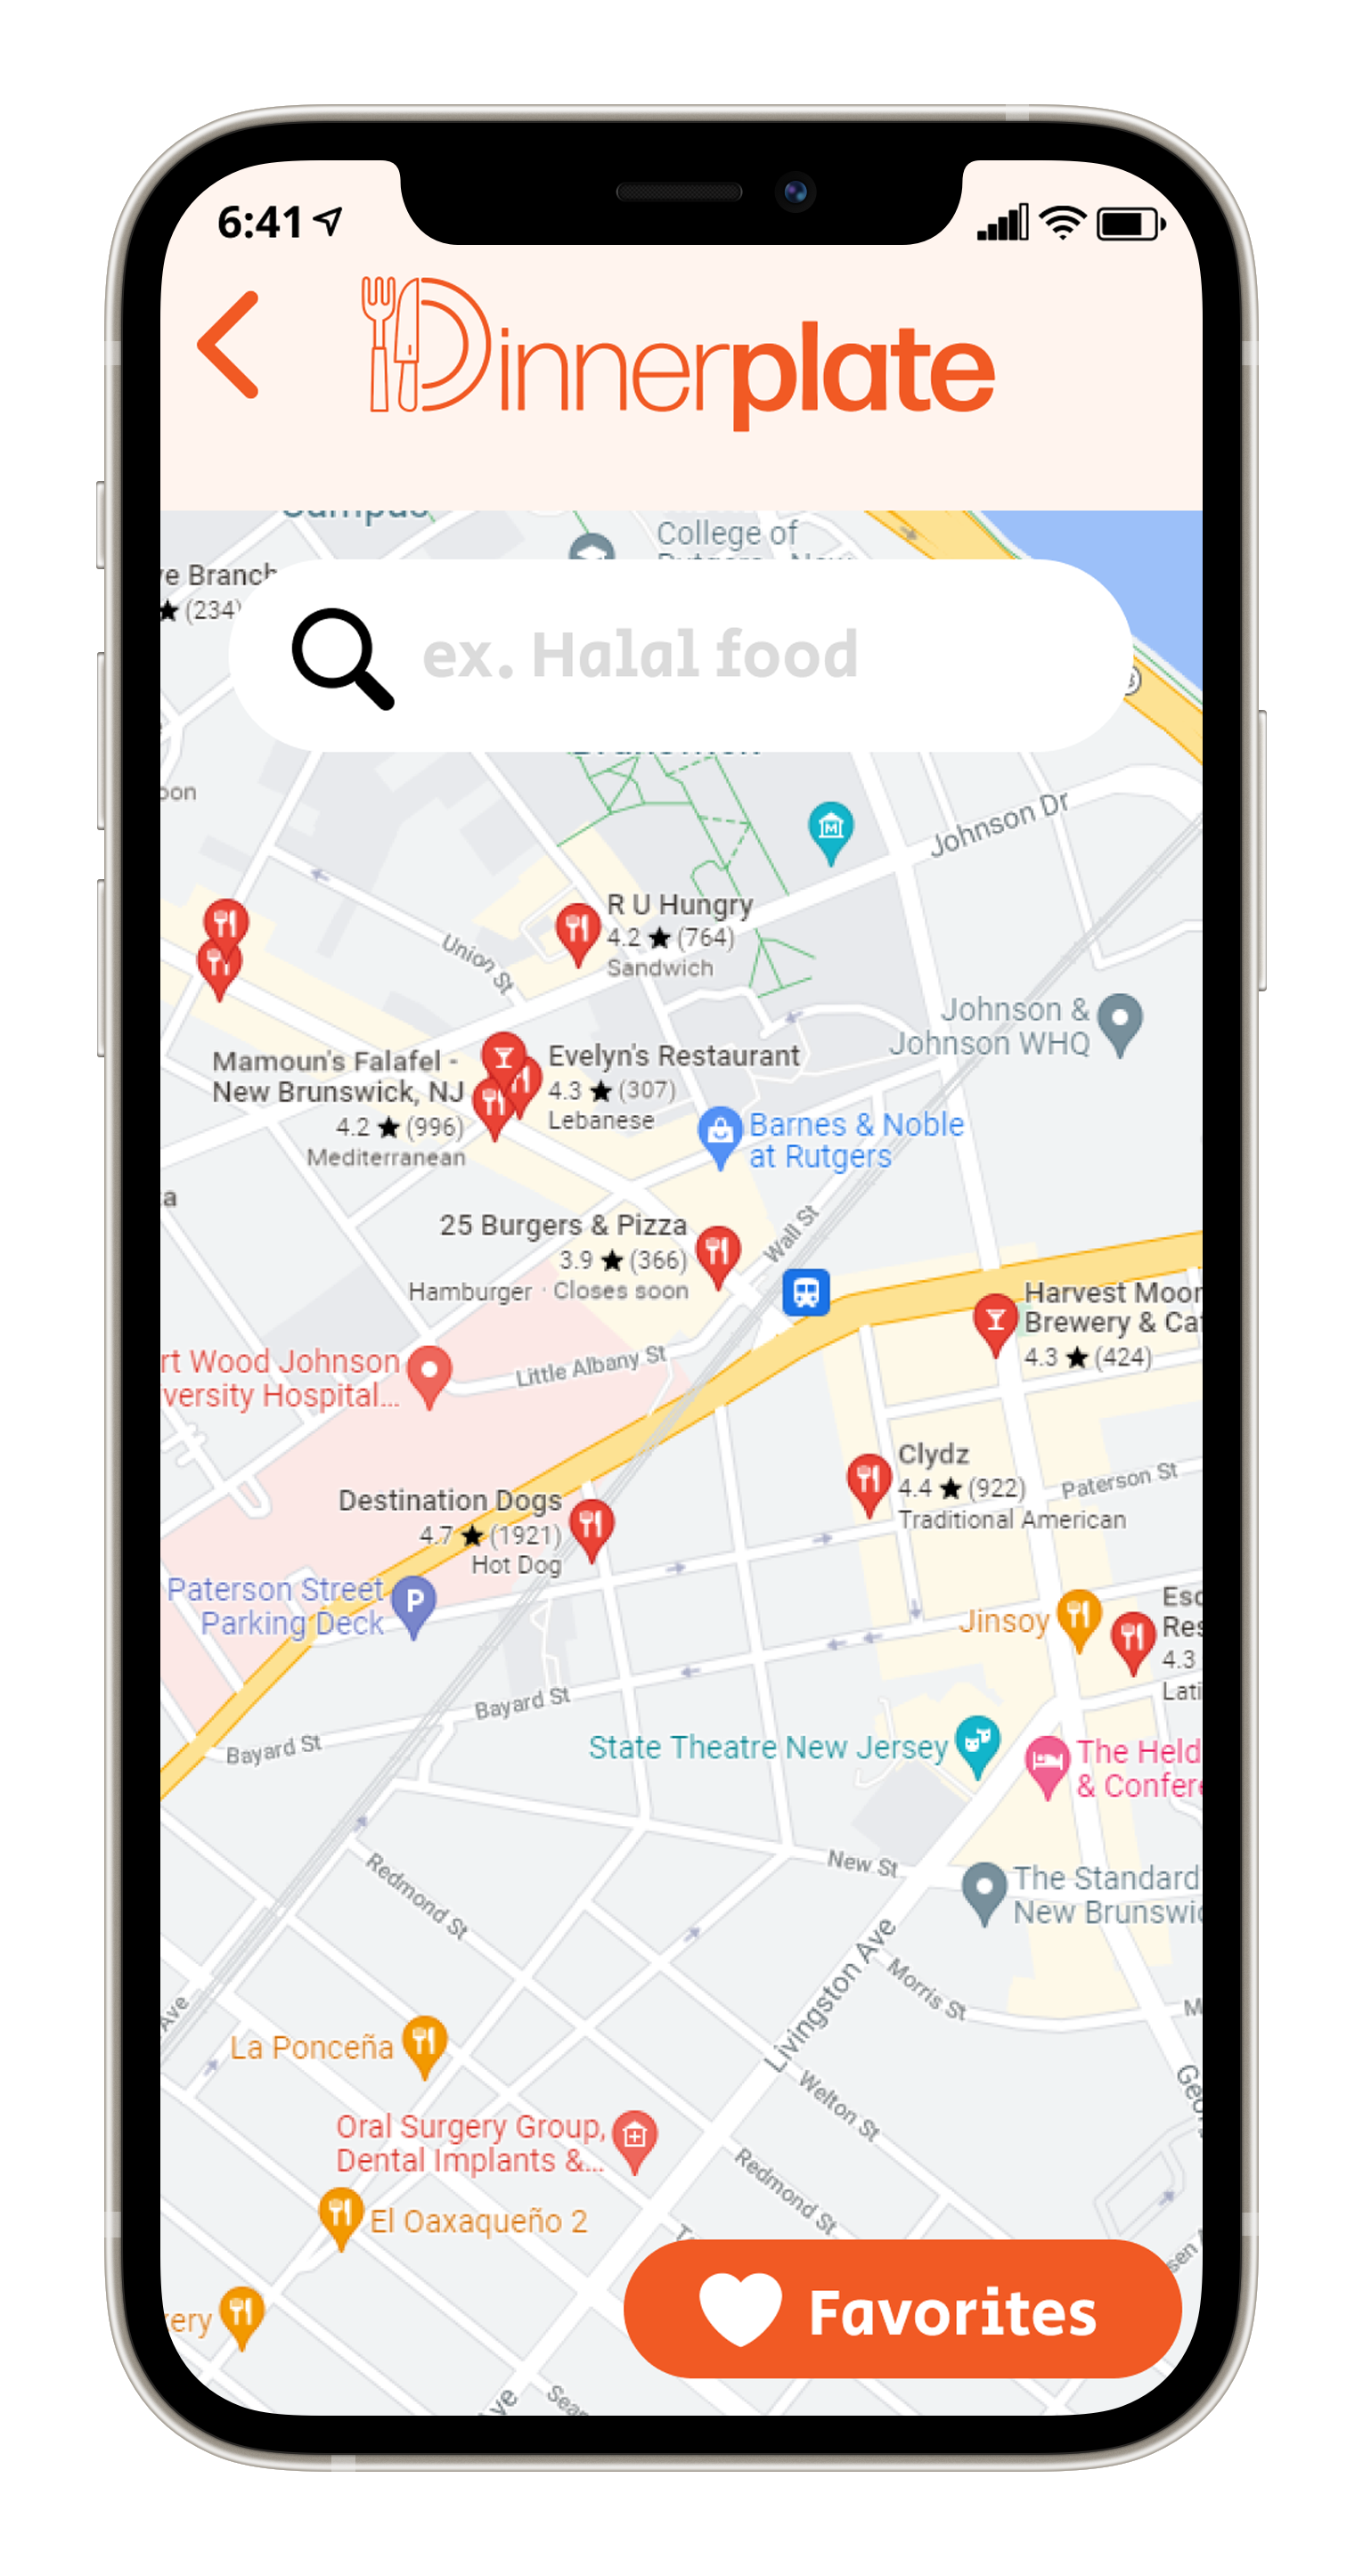 6:41
Dinnerplate
College of
ve Branch
(234)
ex. Halal food
Johnson Dr
R U Hungry
4.2 ★ (764)
Sandwich
Union St
Johnson &
Johnson WHQ
Mamoun's Falafel -
New Brunswick, NJ
4.2 ★ (996)
Mediterranean
Evelyn's Restaurant
4.3 ★ (307)
Lebanese
Barnes & Noble
at Rutgers
25 Burgers & Pizza
3.9 ★ (366)
Hamburger · Closes soon
Wall St
Harvest Moon
Brewery & Caf
4.3 ★ (424)
rt Wood Johnson
versity Hospital...
Little Albany St
Clydz
4.4 ★ (922)
Traditional American
Paterson St
Destination Dogs
4.7 ★ (1921)
Hot Dog
Paterson Street
Parking Deck
P
Jinsoy
Esc
Res
4.3
Lati
Bayard St
Bayard St
State Theatre New Jersey
The Held
& Confere
New St
The Standard
New Brunswic
Redmond St
Livingston Ave
Morris St
Ave
La Ponceña
Welton St
Geor
Oral Surgery Group,
Dental Implants &...
Redmond St
El Oaxaqueño 2
ery
Favorites